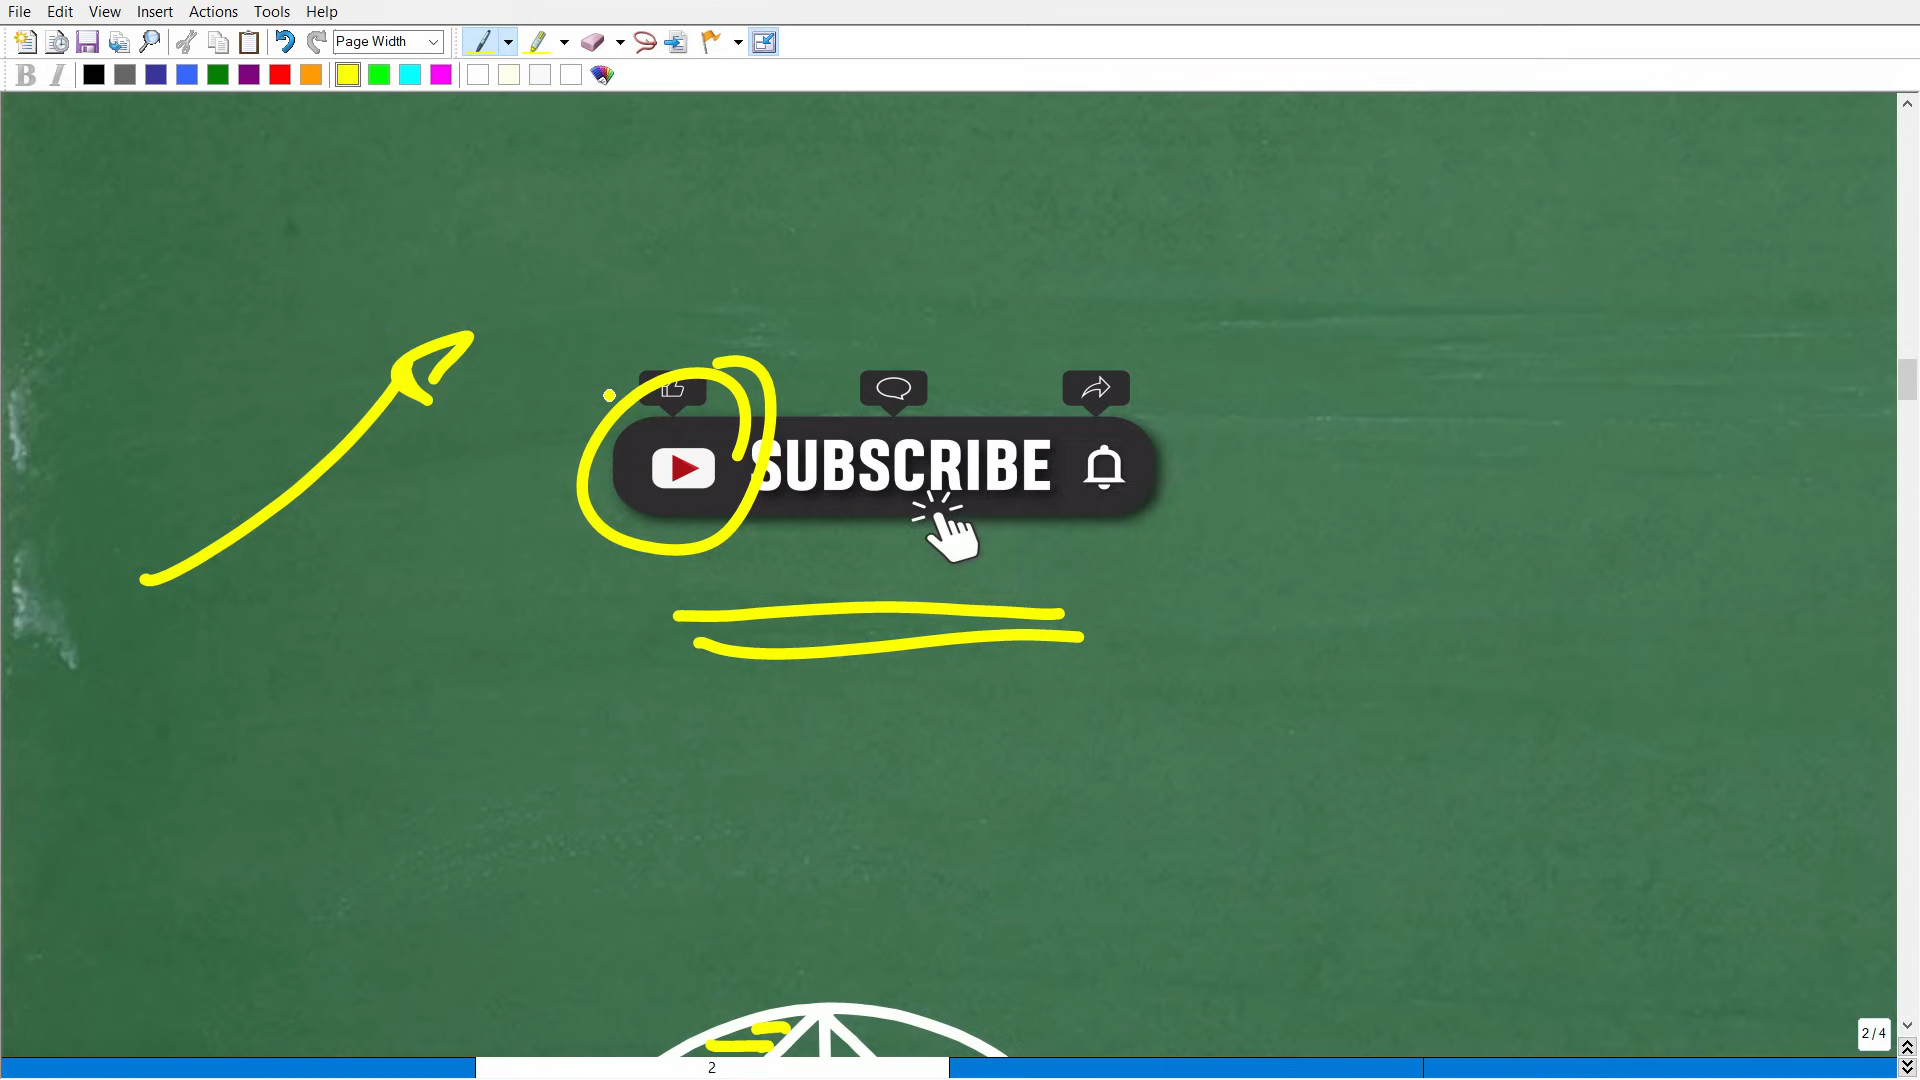 File Edit View Insert Actions Tools Help
Page Width
B I
SUBSCRIBE
2 / 4
2